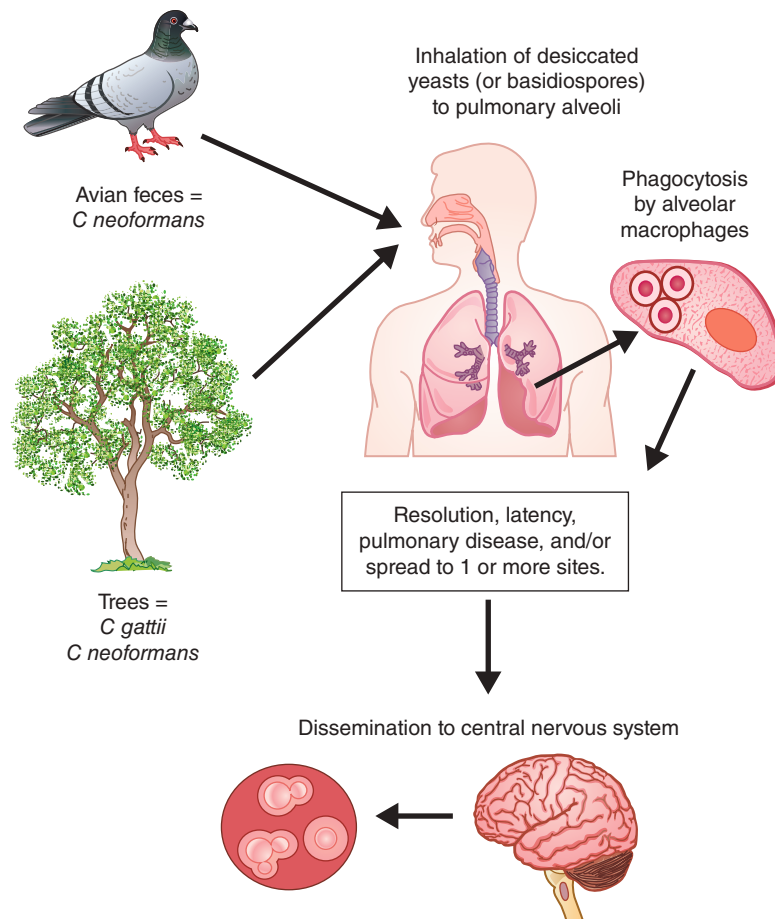 Inhalation of desiccated
yeasts (or basidiospores)
to pulmonary alveoli
Avian feces =
C neoformans
Phagocytosis
by alveolar
macrophages
Trees =
C gattii
C neoformans
Resolution, latency,
pulmonary disease, and/or
spread to 1 or more sites.
Dissemination to central nervous system